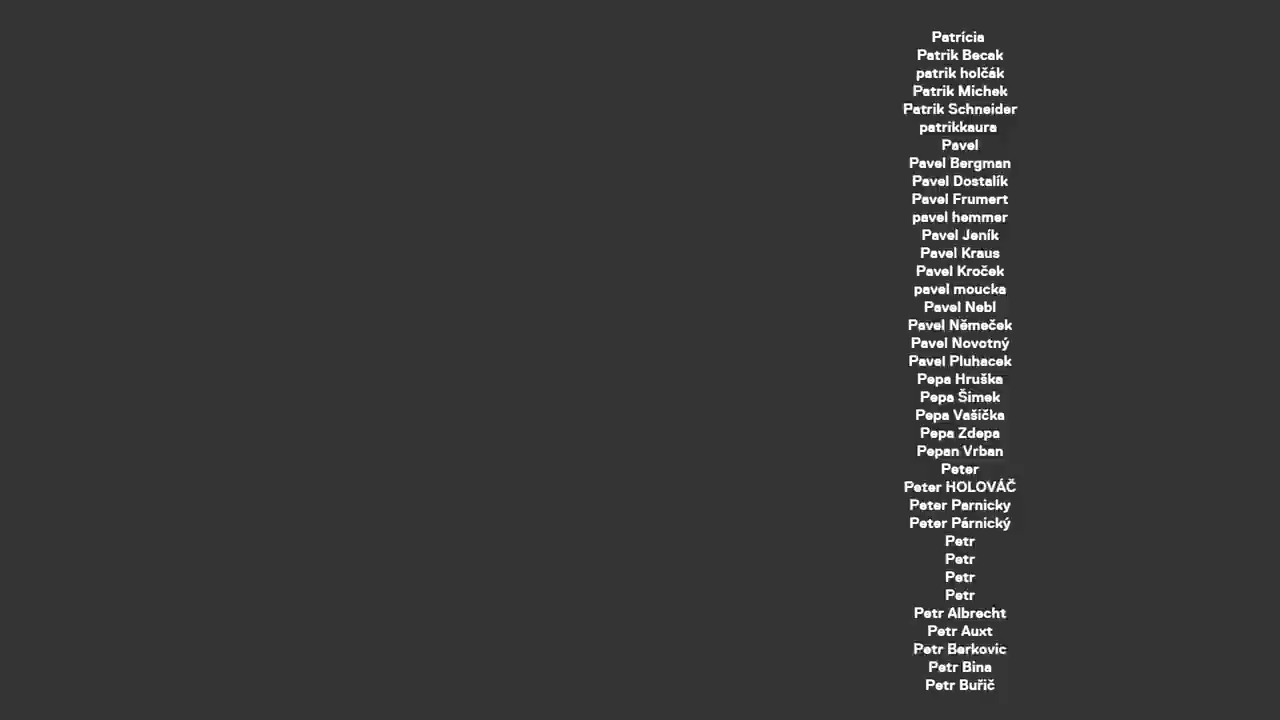 Patrícia
Patrik Becak
patrik holčák
Patrik Michek
Patrik Schneider
patrikkaura
Pavel
Pavel Bergman
Pavel Dostalík
Pavel Frumert
pavel hemmer
Pavel Jeník
Pavel Kraus
Pavel Kroček
pavel moucka
Pavel Nebl
Pavel Němeček
Pavel Novotný
Pavel Pluhacek
Pepa Hruška
Pepa Šimek
Pepa Vašíčka
Pepa Zdepa
Pepan Vrban
Peter
Peter HOLOVÁČ
Peter Parnicky
Peter Párnický
Petr
Petr
Petr
Petr
Petr Albrecht
Petr Auxt
Petr Berkovic
Petr Bina
Petr Buřič